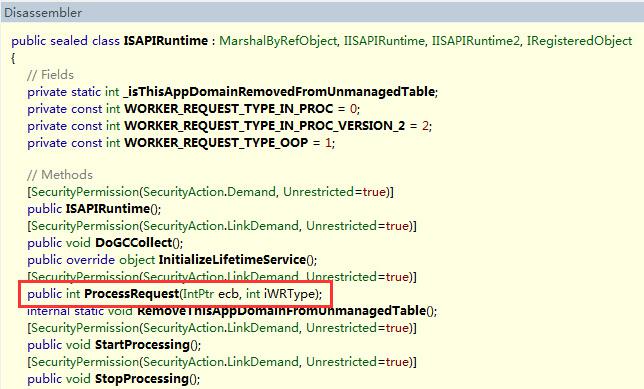 Disassembler
public sealed class ISAPIRuntime : MarshalByRefObject, IISAPIRuntime, IISAPIRuntime2, IRegisteredObject
{
// Fields
private static int _isThisAppDomainRemovedFromUnmanagedTable;
private const int WORKER_REQUEST_TYPE_IN_PROC = 0;
private const int WORKER_REQUEST_TYPE_IN_PROC_VERSION_2 = 2;
private const int WORKER_REQUEST_TYPE_OOP = 1;
// Methods
[SecurityPermission(SecurityAction.Demand, Unrestricted=true)]
public ISAPIRuntime();
[SecurityPermission(SecurityAction.LinkDemand, Unrestricted=true)]
public void DoGCCollect();
public override object InitializeLifetimeService();
[SecurityPermission(SecurityAction.LinkDemand, Unrestricted=true)]
public int ProcessRequest(IntPtr ecb, int iWRType);
internal static void RemoveThisAppDomainFromUnmanagedTable();
[SecurityPermission(SecurityAction.LinkDemand, Unrestricted=true)]
public void StartProcessing();
[SecurityPermission(SecurityAction.LinkDemand, Unrestricted=true)]
public void StopProcessing();